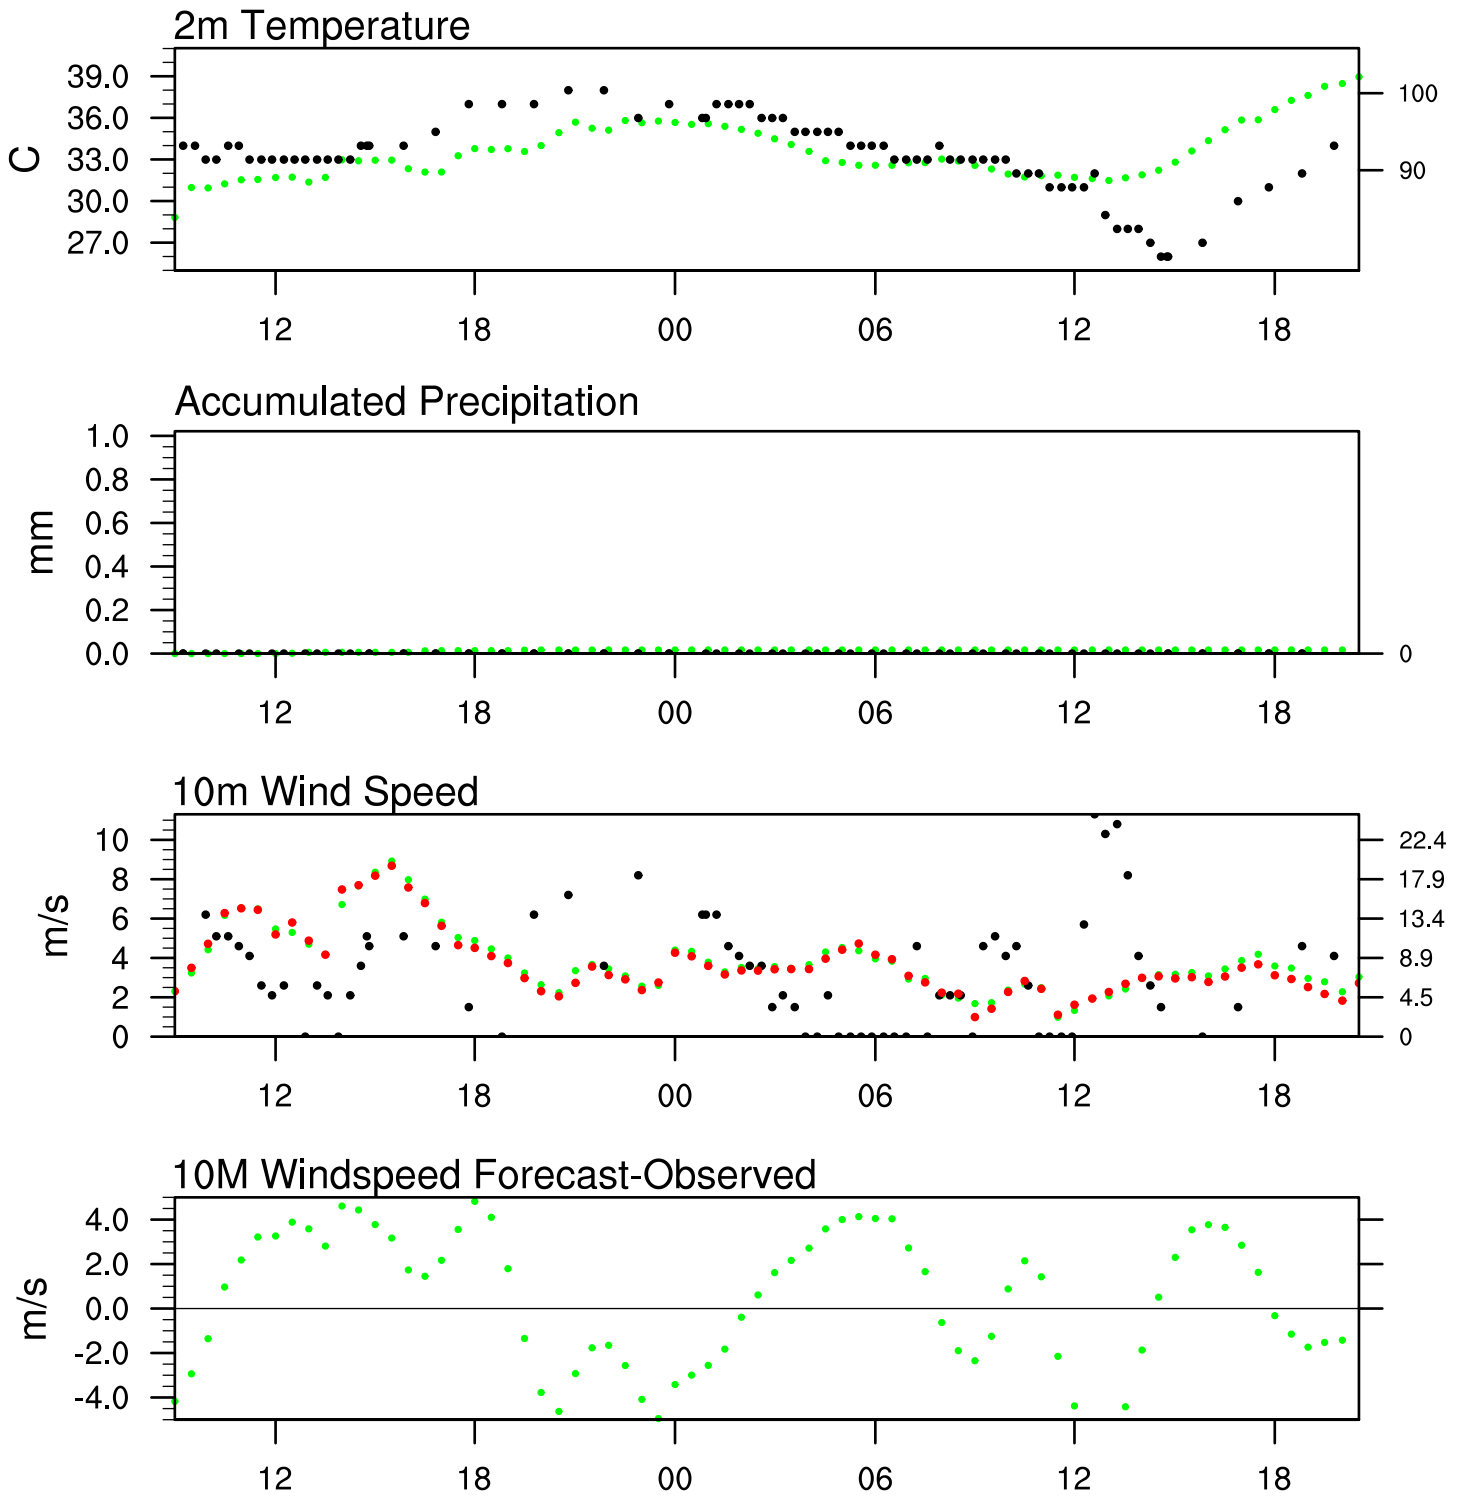 2m Temperature
39.0
36.0
33.0
30.0
27.0
C
100
90
12 18 00 06 12 18
Accumulated Precipitation
1.0
0.8
0.6
0.4
0.2
0.0
mm
0
12 18 00 06 12 18
10m Wind Speed
10
8
6
4
2
0
m/s
22.4
17.9
13.4
8.9
4.5
0
12 18 00 06 12 18
10M Windspeed Forecast-Observed
4.0
2.0
0.0
-2.0
-4.0
m/s
12 18 00 06 12 18